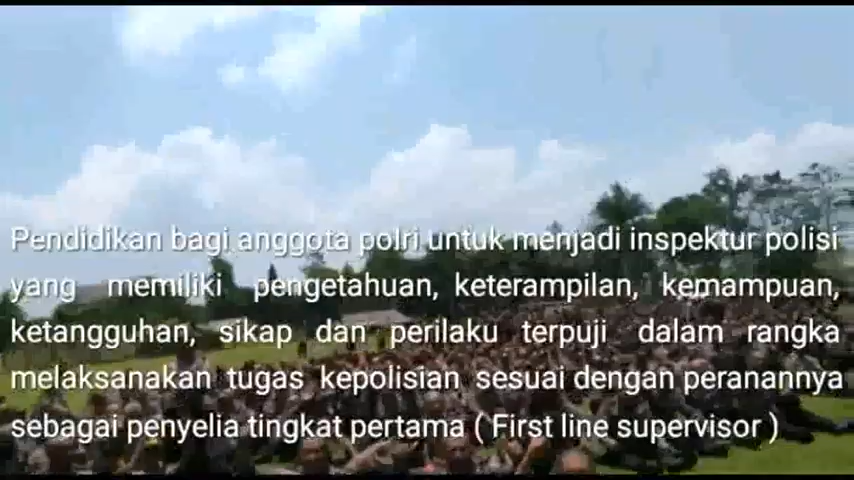 Pendidikan bagi anggota polri untuk menjadi inspektur polisi
yang memiliki pengetahuan, keterampilan, kemampuan,
ketangguhan, sikap dan perilaku terpuji dalam rangka
melaksanakan tugas kepolisian sesuai dengan peranannya
sebagai penyelia tingkat pertama ( First line supervisor )